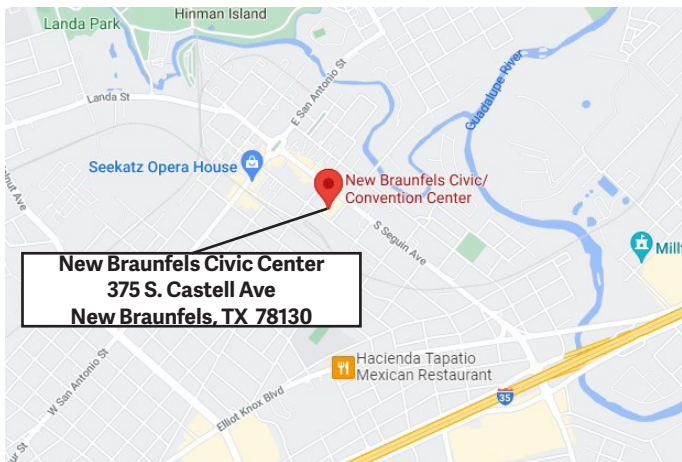 Hinman Island
Landa Park
Landa St
E San Antonio St
Guadalupe River
Seekatz Opera House
New Braunfels Civic/
Convention Center
S Seguin Ave
New Braunfels Civic Center
375 S. Castell Ave
New Braunfels, TX 78130
Hacienda Tapatio
Mexican Restaurant
35
W San Antonio St
Elliot Knox Blvd